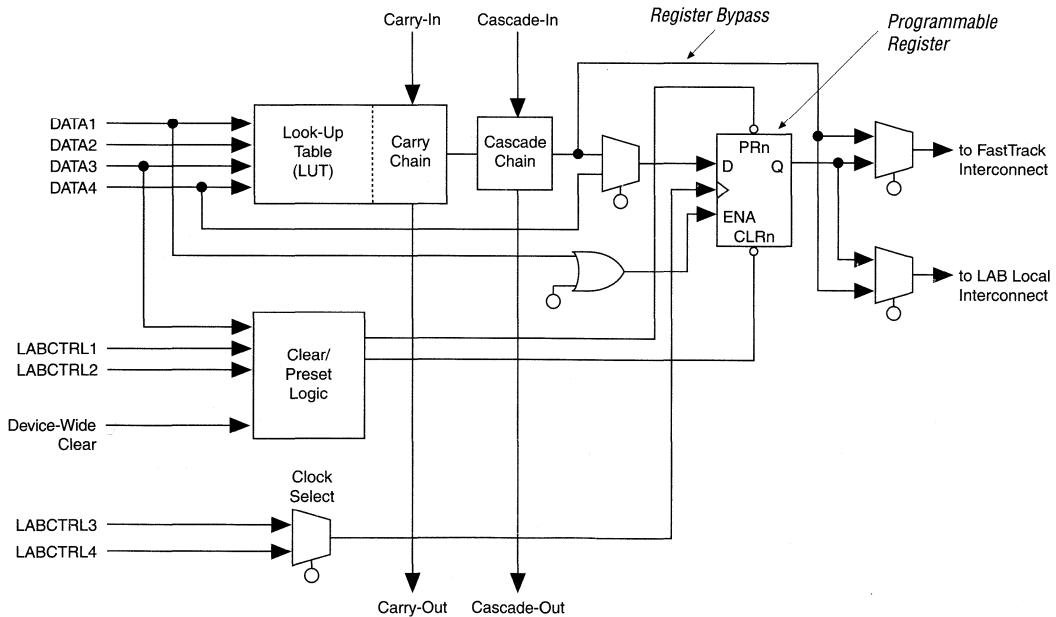 Carry-In
Cascade-In
Register Bypass
Programmable
Register
DATA1
DATA2
DATA3
DATA4
Look-Up
Table
(LUT)
Carry
Chain
Cascade
Chain
PRn
D
Q
ENA
CLRn
to FastTrack
Interconnect
to LAB Local
Interconnect
LABCTRL1
LABCTRL2
Clear/
Preset
Logic
Device-Wide
Clear
Clock
Select
LABCTRL3
LABCTRL4
Carry-Out
Cascade-Out